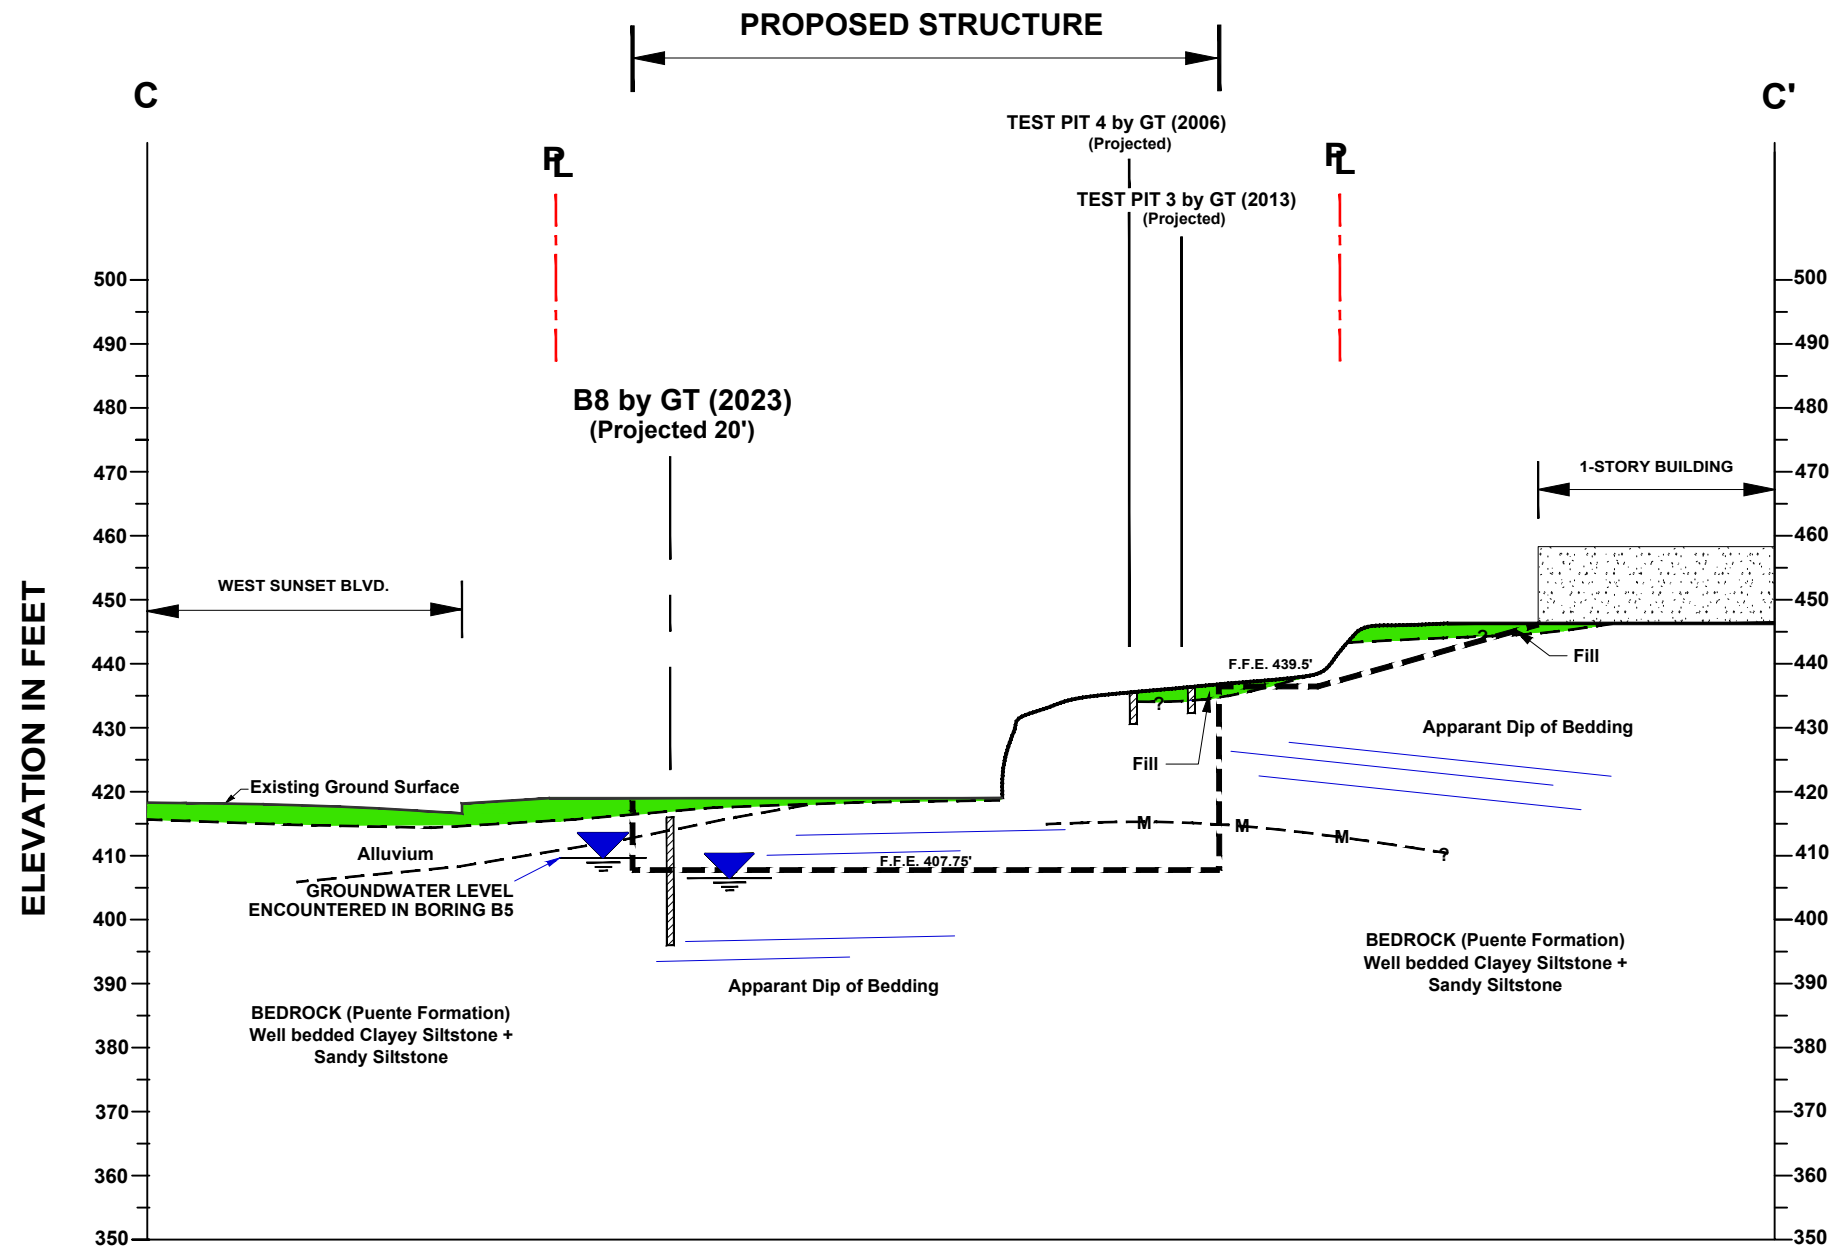 PROPOSED STRUCTURE
C
C'
TEST PIT 4 by GT (2006)
(Projected)
PL
PL
TEST PIT 3 by GT (2013)
(Projected)
500
500
490
490
B8 by GT (2023)
(Projected 20')
480
480
470
470
1-STORY BUILDING
460
460
WEST SUNSET BLVD.
450
450
ELEVATION IN FEET
440
440
?
Fill
F.F.E. 439.5'
430
430
?
Apparant Dip of Bedding
Fill
420
420
Existing Ground Surface
M
M
M
?
410
410
Alluvium
F.F.E. 407.75'
GROUNDWATER LEVEL
ENCOUNTERED IN BORING B5
400
400
BEDROCK (Puente Formation)
Well bedded Clayey Siltstone +
Sandy Siltstone
390
390
Apparant Dip of Bedding
BEDROCK (Puente Formation)
Well bedded Clayey Siltstone +
Sandy Siltstone
380
380
370
370
360
360
350
350